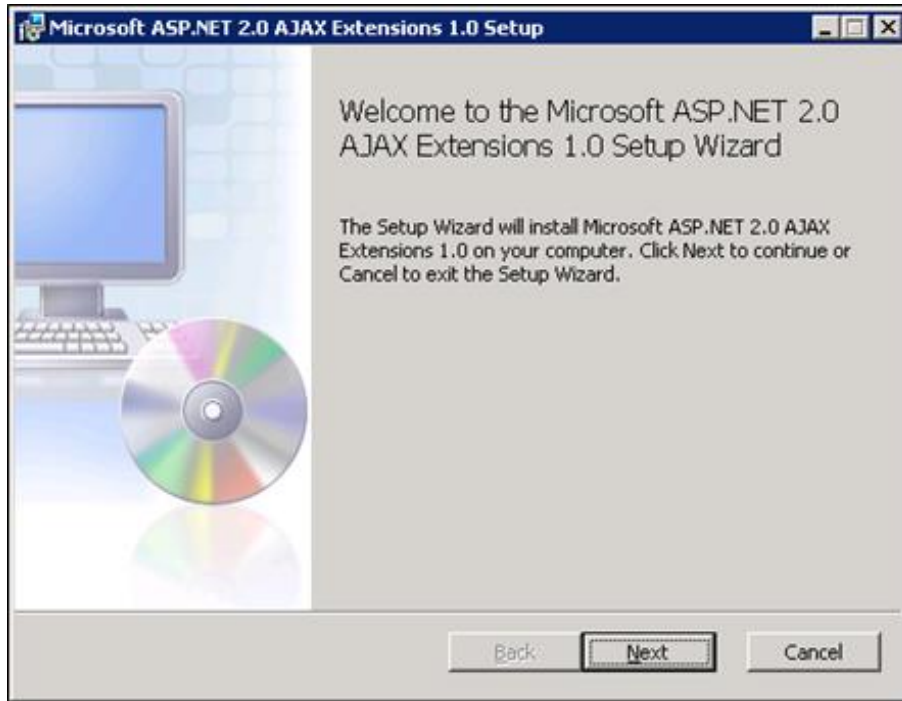 Microsoft ASP.NET 2.0 AJAX Extensions 1.0 Setup
Welcome to the Microsoft ASP.NET 2.0
AJAX Extensions 1.0 Setup Wizard
The Setup Wizard will install Microsoft ASP.NET 2.0 AJAX
Extensions 1.0 on your computer. Click Next to continue or
Cancel to exit the Setup Wizard.
Back
Next
Cancel